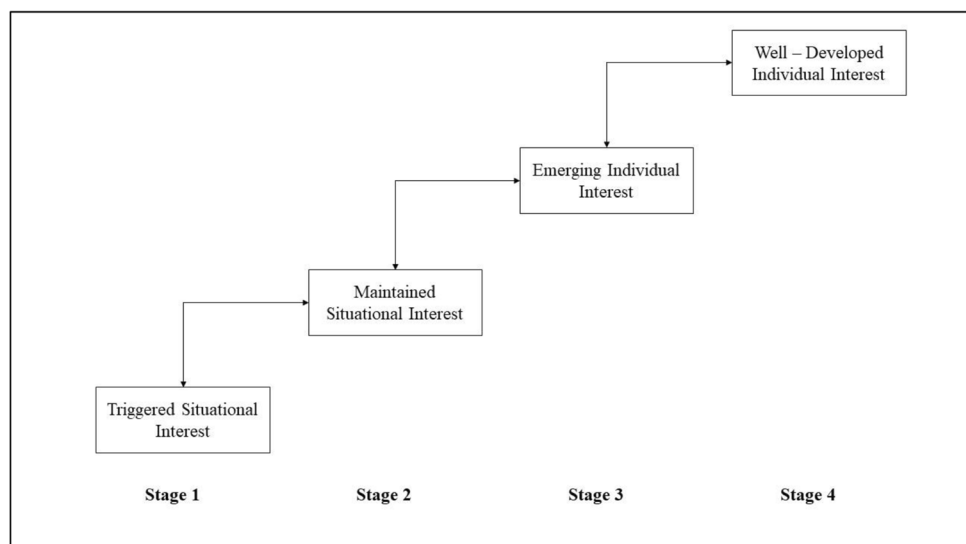 Well – Developed
Individual Interest
Emerging Individual
Interest
Maintained
Situational Interest
Triggered Situational
Interest
Stage 1
Stage 2
Stage 3
Stage 4